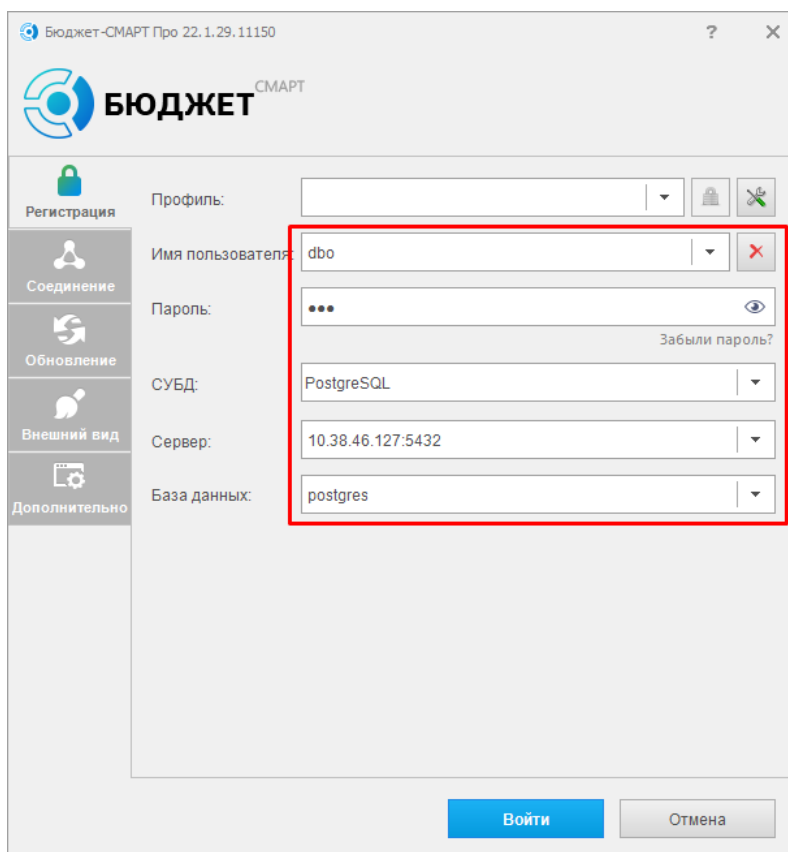 Бюджет-СМАРТ Про 22.1.29.11150
?
БЮДЖЕТ СМАРТ
Регистрация
Соединение
Обновление
Внешний вид
Дополнительно
Профиль:
Имя пользователя: dbo
Пароль: •••
Забыли пароль?
СУБД: PostgreSQL
Сервер: 10.38.46.127:5432
База данных: postgres
Войти
Отмена